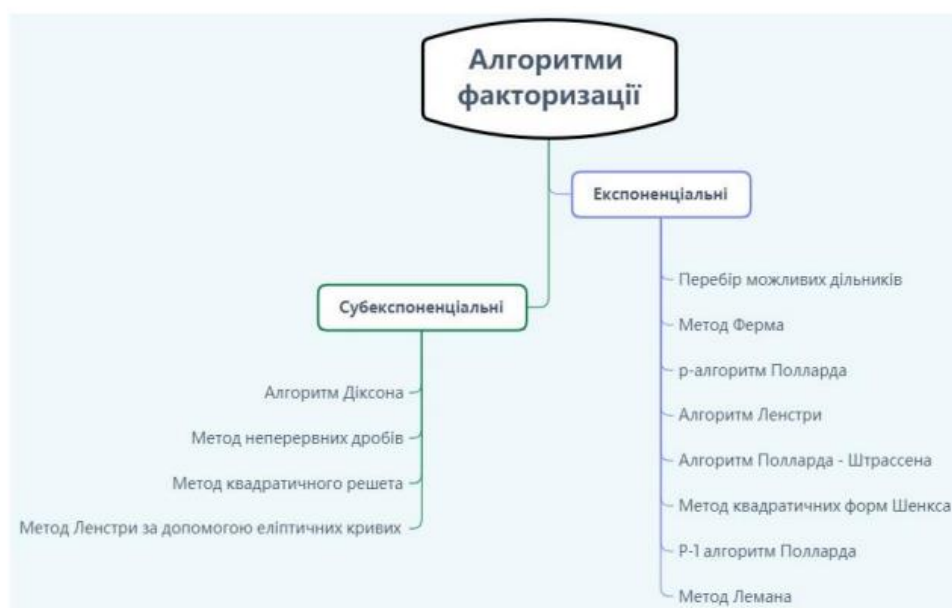 Алгоритми
факторизації
Експоненціальні
Перебір можливих дільників
Метод Ферма
p-алгоритм Полларда
Алгоритм Ленстри
Алгоритм Полларда - Штрассена
Метод квадратичних форм Шенкса
P-1 алгоритм Полларда
Метод Лемана
Субекспоненціальні
Алгоритм Діксона
Метод неперервних дробів
Метод квадратичного решета
Метод Ленстри за допомогою еліптичних кривих